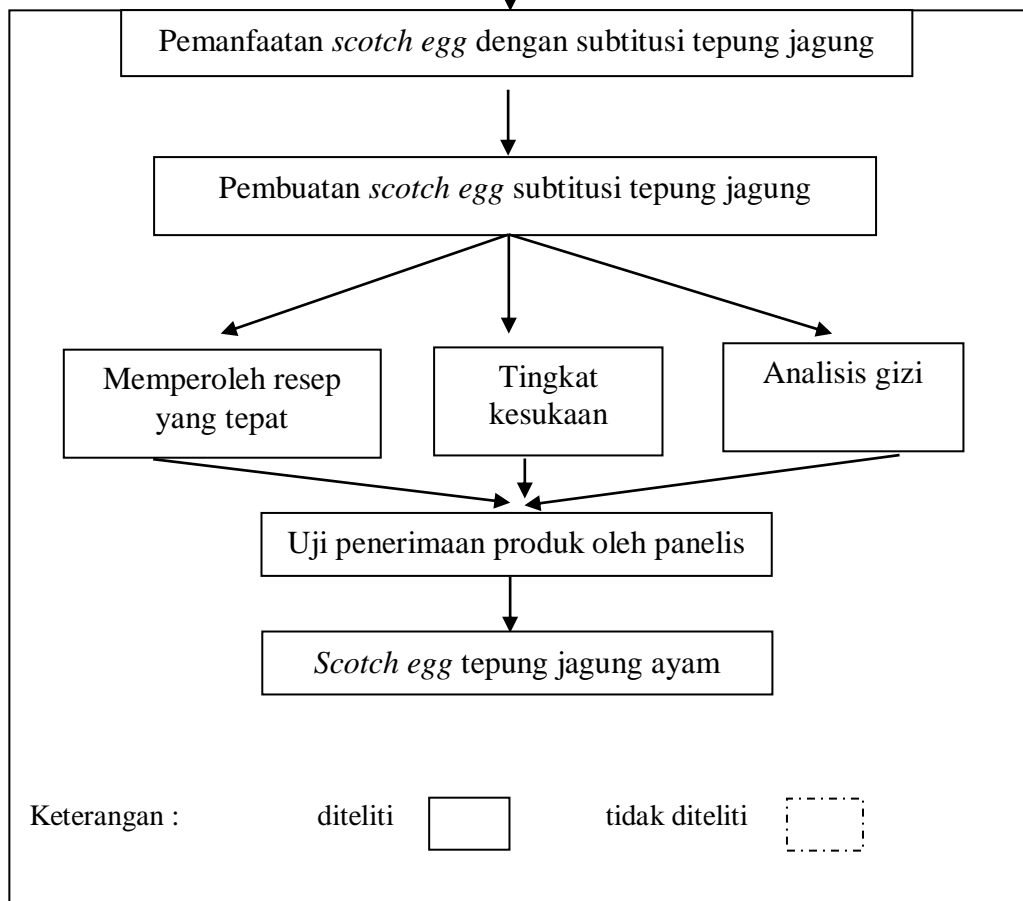 Pemanfaatan scotch egg dengan subtitusi tepung jagung
Pembuatan scotch egg subtitusi tepung jagung
Memperoleh resep
yang tepat
Tingkat
kesukaan
Analisis gizi
Uji penerimaan produk oleh panelis
Scotch egg tepung jagung ayam
Keterangan : diteliti tidak diteliti